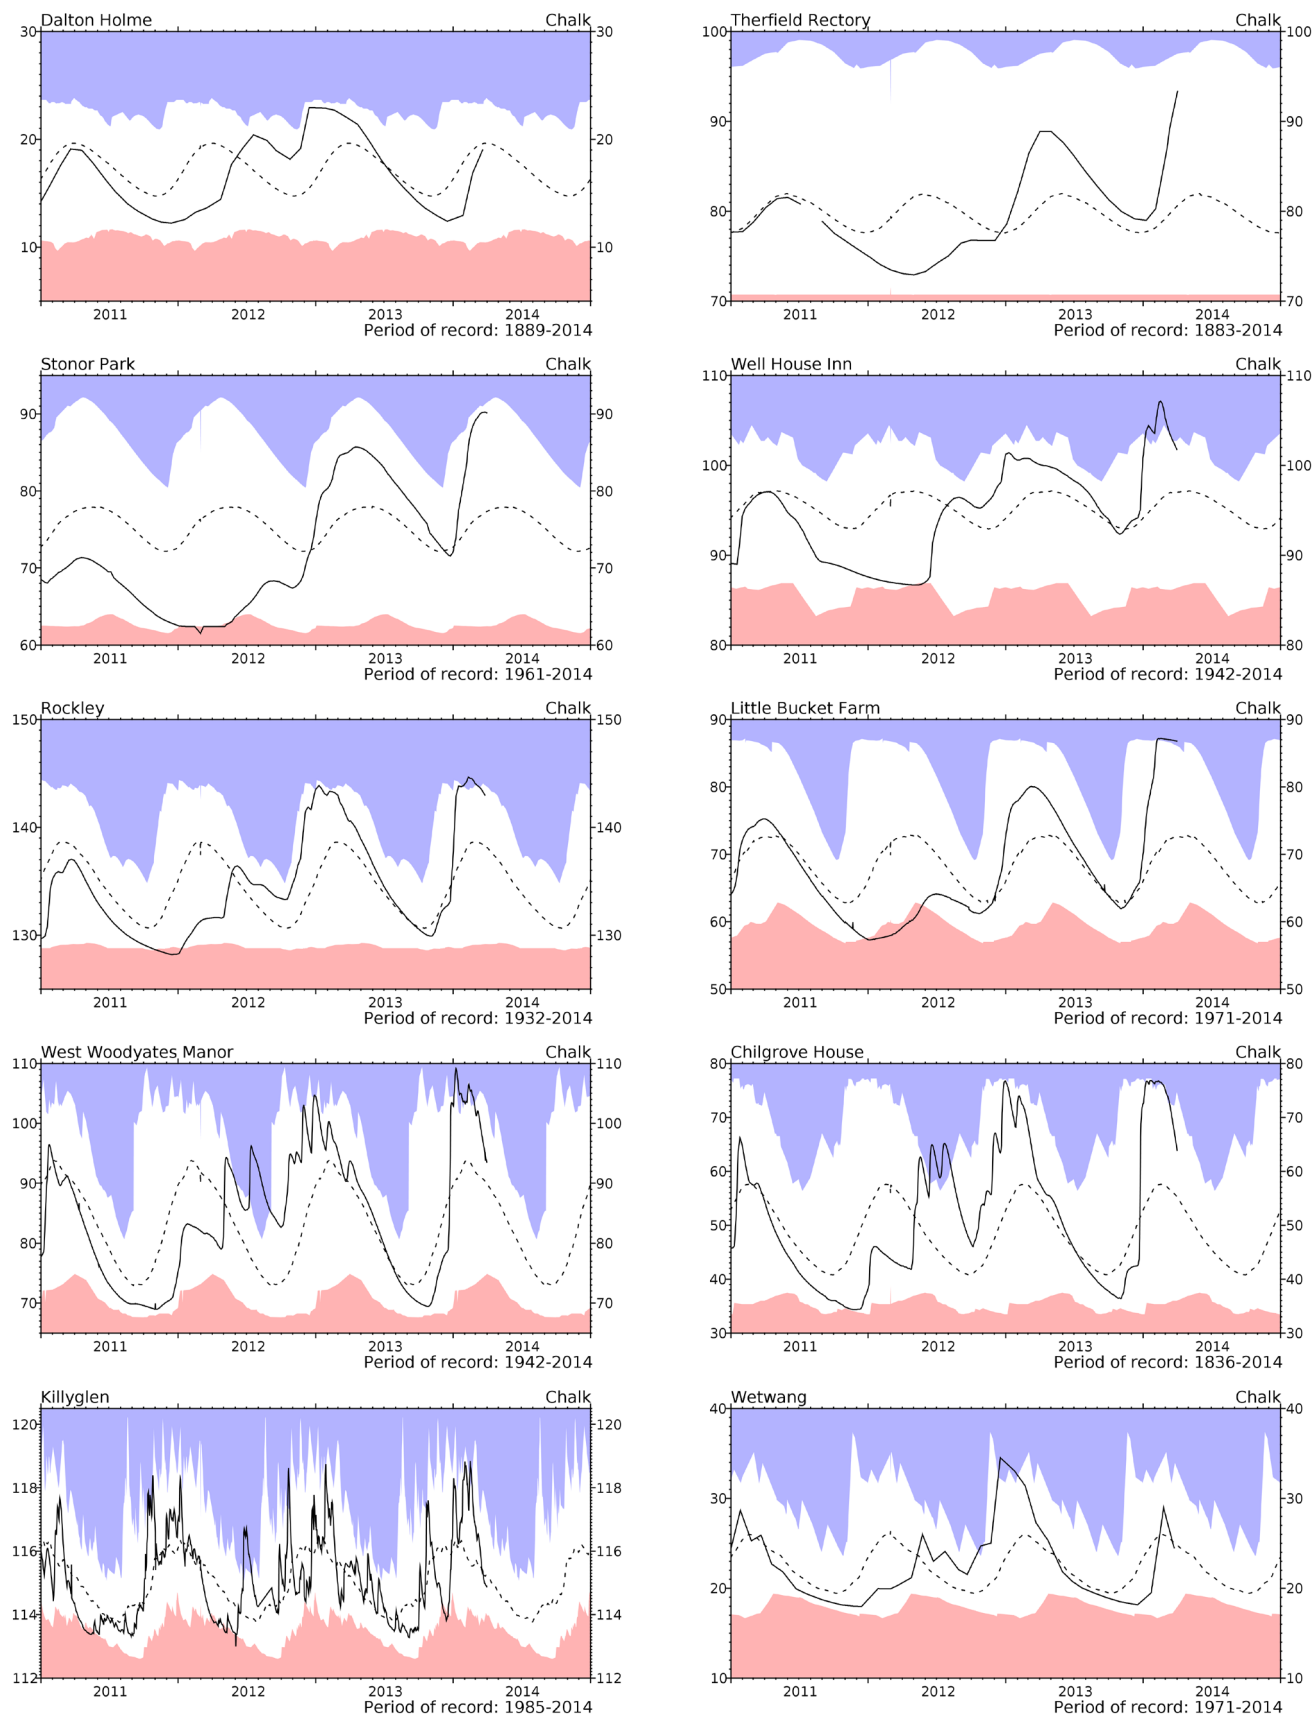 Dalton Holme Chalk
30 30
20 20
10 10
2011 2012 2013 2014
Period of record: 1889-2014
Therfield Rectory Chalk
100 100
90 90
80 80
70 70
2011 2012 2013 2014
Period of record: 1883-2014
Stonor Park Chalk
90 90
80 80
70 70
60 60
2011 2012 2013 2014
Period of record: 1961-2014
Well House Inn Chalk
110 110
100 100
90 90
80 80
2011 2012 2013 2014
Period of record: 1942-2014
Rockley Chalk
150 150
140 140
130 130
2011 2012 2013 2014
Period of record: 1932-2014
Little Bucket Farm Chalk
90 90
80 80
70 70
60 60
50 50
2011 2012 2013 2014
Period of record: 1971-2014
West Woodyates Manor Chalk
110 110
100 100
90 90
80 80
70 70
2011 2012 2013 2014
Period of record: 1942-2014
Chilgrove House Chalk
80 80
70 70
60 60
50 50
40 40
30 30
2011 2012 2013 2014
Period of record: 1836-2014
Killyglen Chalk
120 120
118 118
116 116
114 114
112 112
2011 2012 2013 2014
Period of record: 1985-2014
Wetwang Chalk
40 40
30 30
20 20
10 10
2011 2012 2013 2014
Period of record: 1971-2014